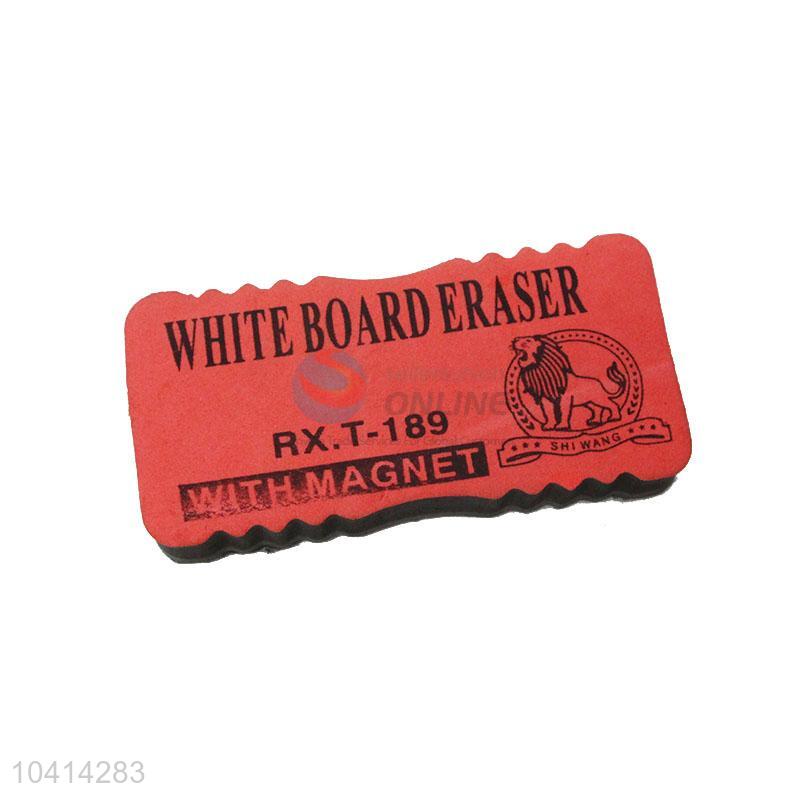 WHITE BOARD ERASER
RX.T-189
WITH MAGNET
SHI WANG
ONLINE
10414283